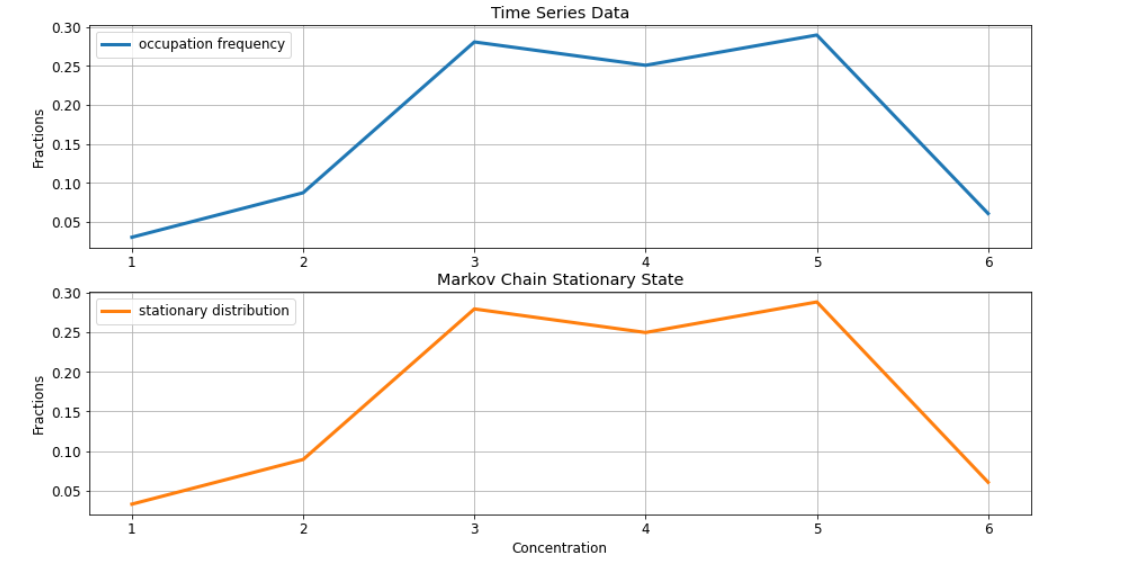 Time Series Data
0.30
occupation frequency
0.25
0.20
0.15
0.10
0.05
Fractions
1 2 3 4 5 6
Markov Chain Stationary State
0.30
stationary distribution
0.25
0.20
0.15
0.10
0.05
Fractions
1 2 3 4 5 6
Concentration